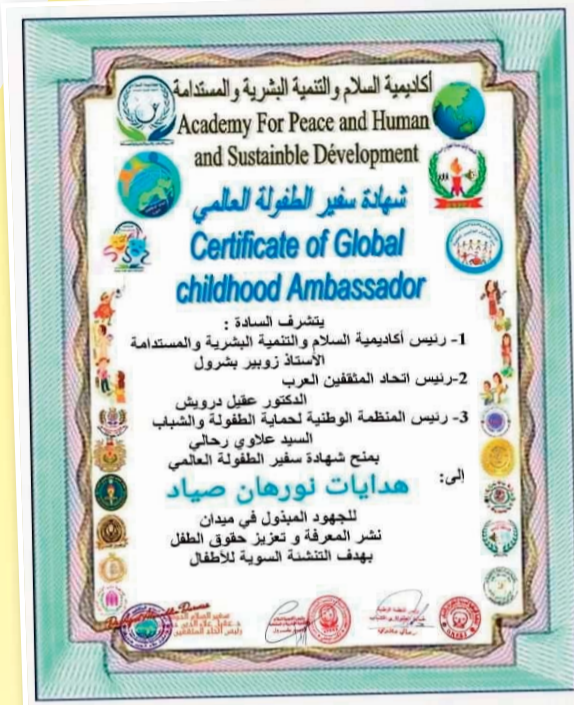 أكاديمية السلام والتنمية البشرية والمستدامة
Academy For Peace and Human
and Sustainble Dévelopment
شهادة سفير الطفولة العالمي
Certificate of Global
childhood Ambassador
يتشرف السادة :
1- رئيس أكاديمية السلام والتنمية البشرية والمستدامة
الأستاذ زوبير بشرول
2-رئيس اتحاد المثقفين العرب
الدكتور عقيل درويش
3- رئيس المنظمة الوطنية لحماية الطفولة والشباب
السيد علاوي رحالي
بمنح شهادة سفير الطفولة العالمي
إلى: هدايات نورهان صياد
للجهود المبذول في ميدان
نشر المعرفة و تعزيز حقوق الطفل
بهدف التنشئة السوية للأطفال